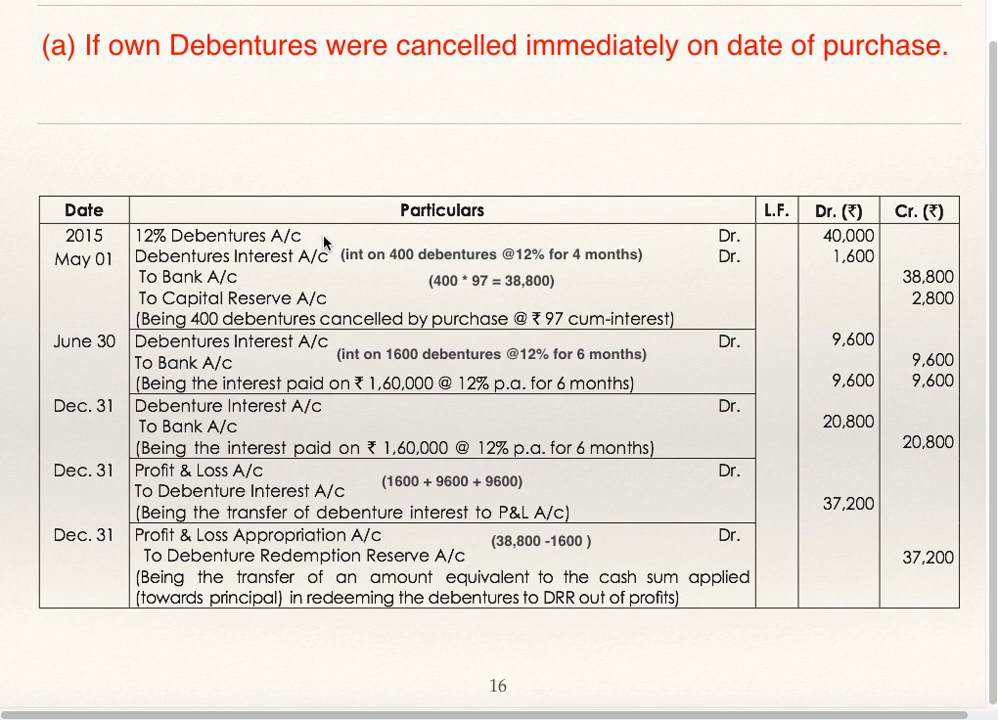 (a) If own Debentures were cancelled immediately on date of purchase.
Date Particulars L.F. Dr. (₹) Cr. (₹)
2015 12% Debentures A/c Dr. 40,000
May 01 Debentures Interest A/c (int on 400 debentures @12% for 4 months) Dr. 1,600
To Bank A/c (400 * 97 = 38,800) 38,800
To Capital Reserve A/c 2,800
(Being 400 debentures cancelled by purchase @ ₹ 97 cum-interest)
June 30 Debentures Interest A/c Dr. 9,600
To Bank A/c (int on 1600 debentures @12% for 6 months) 9,600
(Being the interest paid on ₹ 1,60,000 @ 12% p.a. for 6 months) 9,600 9,600
Dec. 31 Debenture Interest A/c Dr.
To Bank A/c 20,800
(Being the interest paid on ₹ 1,60,000 @ 12% p.a. for 6 months) 20,800
Dec. 31 Profit & Loss A/c Dr.
To Debenture Interest A/c (1600 + 9600 + 9600)
(Being the transfer of debenture interest to P&L A/c) 37,200
Dec. 31 Profit & Loss Appropriation A/c (38,800 -1600 ) Dr.
To Debenture Redemption Reserve A/c 37,200
(Being the transfer of an amount equivalent to the cash sum applied
(towards principal) in redeeming the debentures to DRR out of profits)
16